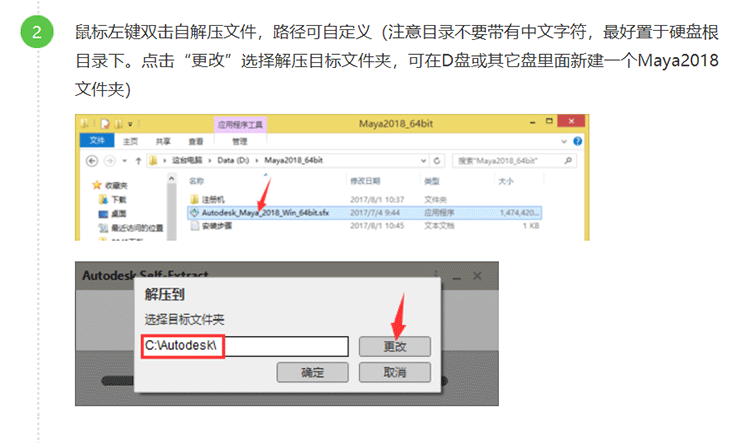 2
鼠标左键双击自解压文件，路径可自定义（注意目录不要带有中文字符，最好置于硬盘根
目录下。点击“更改”选择解压目标文件夹，可在D盘或其它盘里面新建一个Maya2018
文件夹)
应用程序工具
Maya2018_64bit
文件 主页 共享 查看 管理
这台电脑 Data (D:) Maya2018_64bit
搜索"Maya2018_64bit"
收藏夹
下载
桌面
最近访问的位置
名称 修改日期 类型 大小
注册机 2017/8/1 10:37 文件夹
Autodesk_Maya_2018_Win_64bit.sfx 2017/7/4 9:44 应用程序 1,474,420...
安装步骤 2017/8/1 10:45 文本文档 1 KB
Autodesk Self-Extract
解压到
选择目标文件夹
C:\Autodesk\
更改
确定 取消